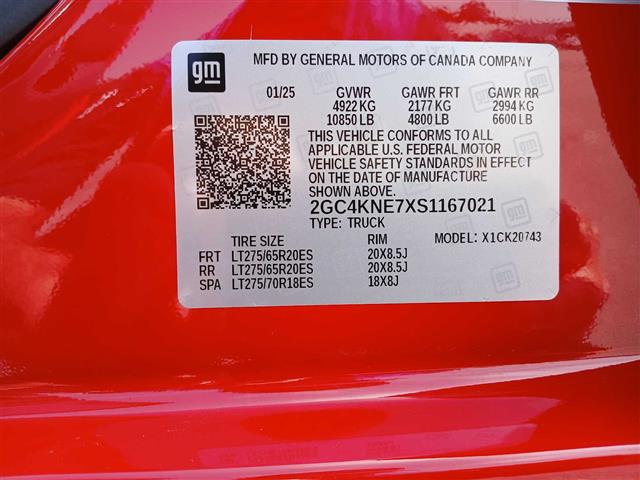 gm
MFD BY GENERAL MOTORS OF CANADA COMPANY
01/25 GVWR GAWR FRT GAWR RR
4922 KG 2177 KG 2994 KG
10850 LB 4800 LB 6600 LB
THIS VEHICLE CONFORMS TO ALL
APPLICABLE U.S. FEDERAL MOTOR
VEHICLE SAFETY STANDARDS IN EFFECT
ON THE DATE OF MANUFACTURE
SHOWN ABOVE.
2GC4KNE7XS1167021
TYPE: TRUCK
TIRE SIZE RIM MODEL: X1CK20743
FRT LT275/65R20ES 20X8.5J
RR LT275/65R20ES 20X8.5J
SPA LT275/70R18ES 18X8J